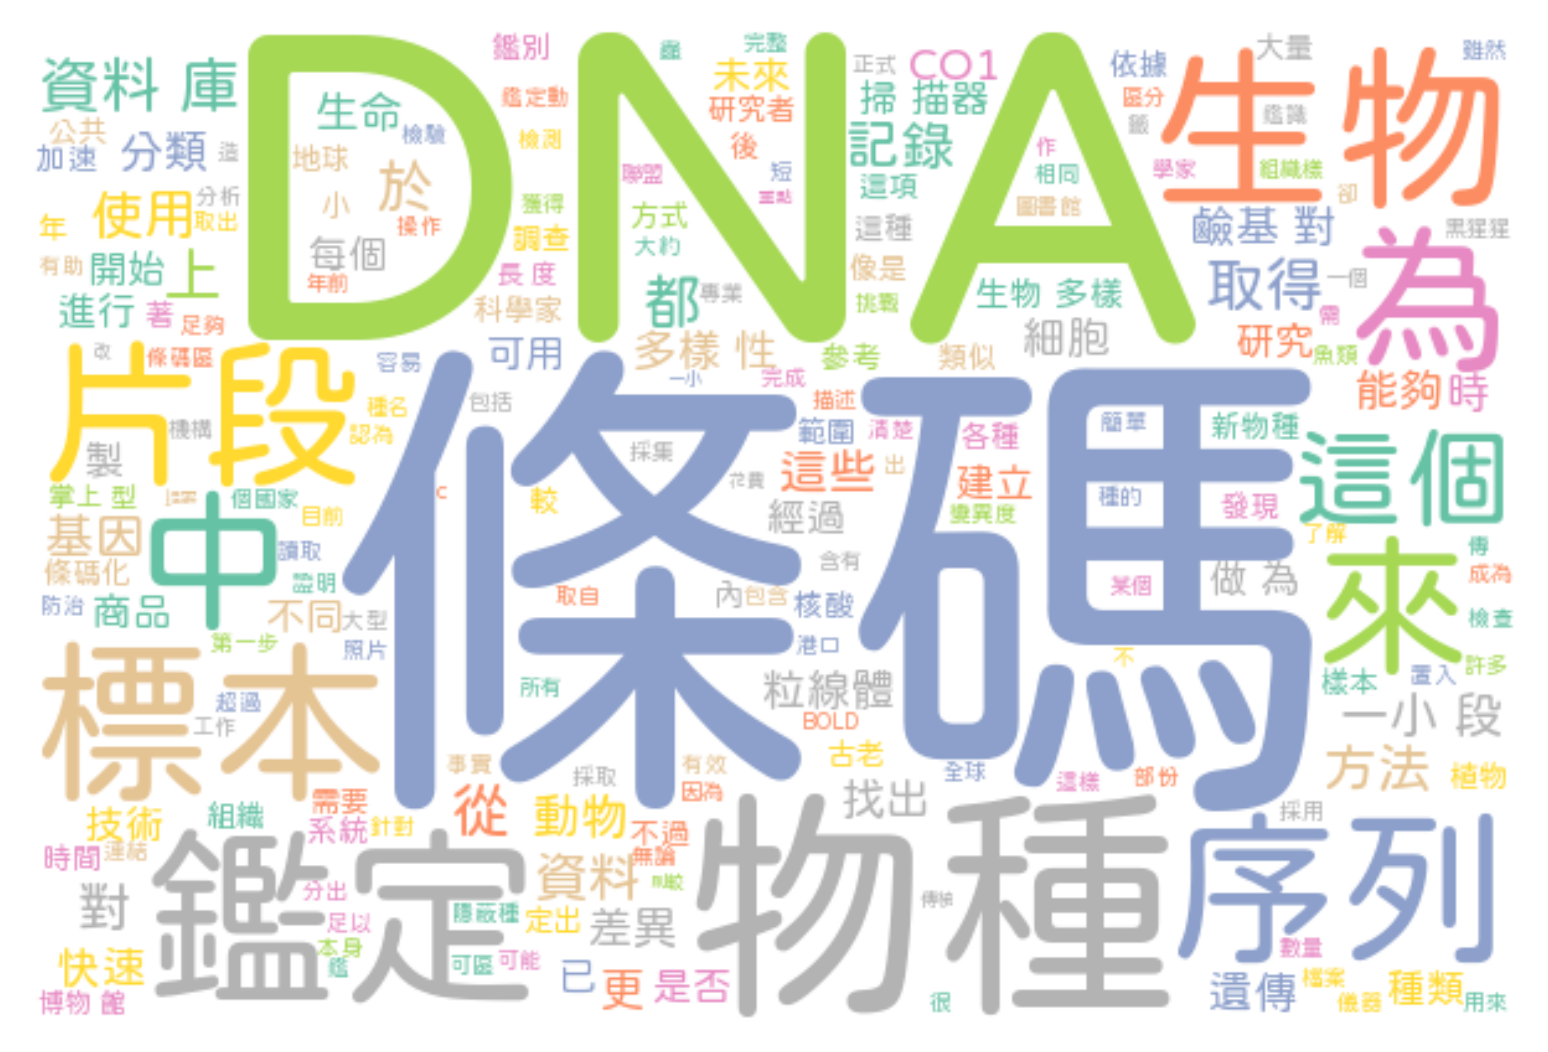 DNA
條碼
生物
物種
鑑定
片段
標本
序列
為
這個
來
中
資料 庫
生命
檢驗
地球
於
小
操作
每個
年前
鑑別
鑑定動
檢測
獲得
調查
長 度
科學家
可用
蟲
完整
未來
研究者
後
聯盟
短
重點
方式
大約
都
專業
多樣 性
參考
一小
完成
正式
CO1
掃 描器
記錄
這項
這種
像是
挑戰
作
相同
圖書 館
生物 多樣
細胞
類似
依據
區分
籤
學家
大量
鑑識
組織樣
卻
雖然
鹼基 對
黑猩猩
取得
一個
需
研究
魚類
能夠
時
公共
加速
分類
造
使用
分析
取出
年
有助
開始
上
進行
著
足夠
改
條碼區
容易
種名
認為
機構
製
掌上 型
個國家
目前
基因
讀取
條碼化
證明
防治
商品
不同
大型
第一步
照片
超過
工作
包括
c
較
採集
花費
描述
範圍
清楚
這些
出
經過
各種
建立
變異度
含有
取自
內
包含
核酸
港口
粒線體
所有
BOLD
古老
簡單
種的
新物種
發現
了解
某個
做 為
不
傳
成為
檢查
許多
置入
樣本
一小 段
方法
植物
事實
採取
有效
因為
從
動物
不過
無論
找出
全球
這樣
部份
採用
需要
系統
針對
組織
技術
時間
連結
對
分出
足以
本身
鑑
快速
博物 館
隱蔽種
定出
可區
可能
資料
差異
已
更
是否
很
數量
遺傳
檔案
儀器
種類
用來